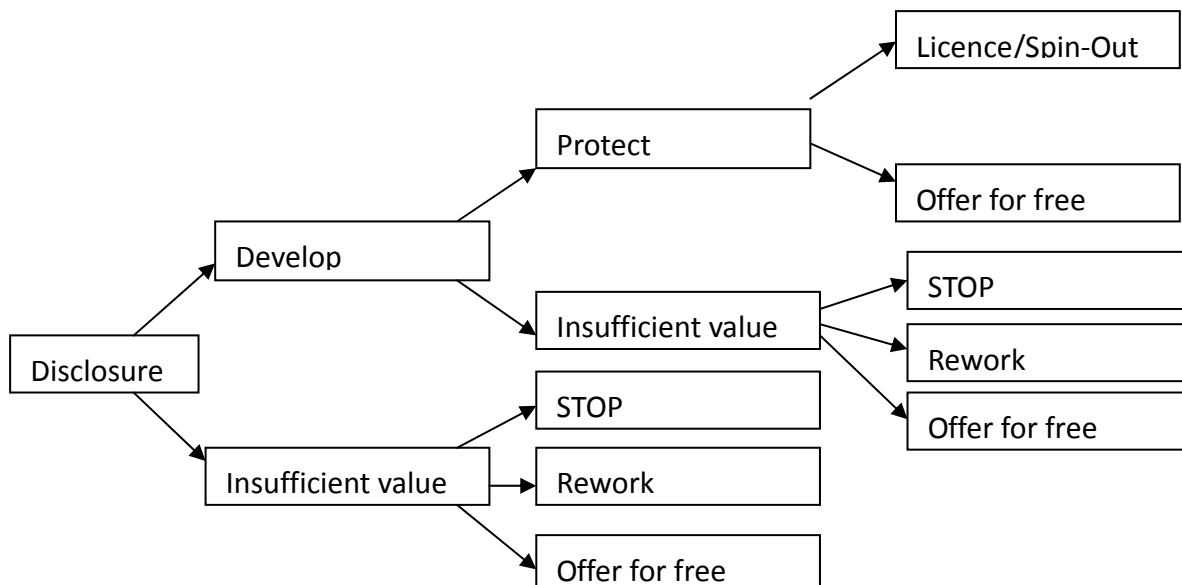 Licence/Spin-Out
Protect
Offer for free
Develop
STOP
Insufficient value
Rework
Disclosure
Offer for free
STOP
Insufficient value
Rework
Offer for free